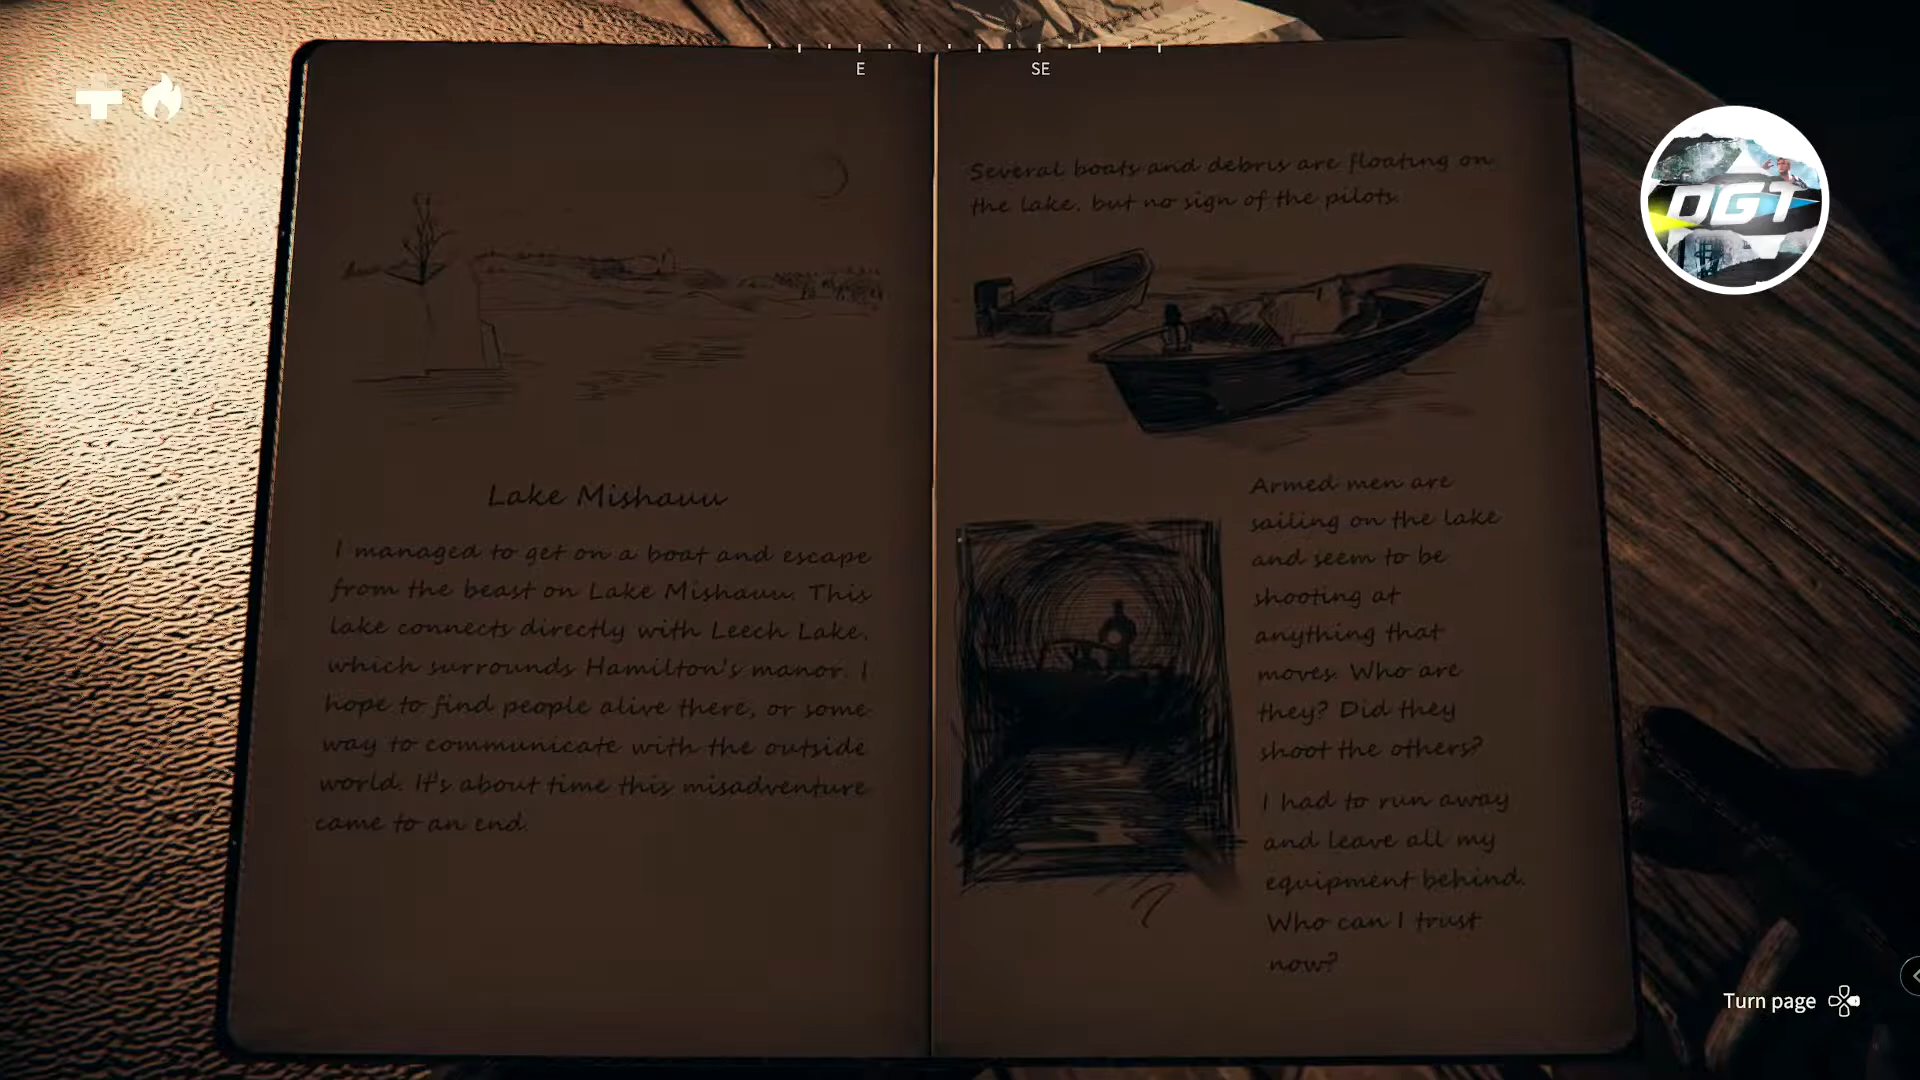 E
SE
DGT
Lake Mishauu
I managed to get on a boat and escape
from the beast on Lake Mishauu. This
lake connects directly with Leech Lake,
which surrounds Hamilton's manor. I
hope to find people alive there, or some
way to communicate with the outside
world. It's about time this misadventure
came to an end.
Several boats and debris are floating on
the lake, but no sign of the pilots.
Armed men are
sailing on the lake
and seem to be
shooting at
anything that
moves. Who are
they? Did they
shoot the others?
I had to run away
and leave all my
equipment behind.
Who can I trust
now?
Turn page